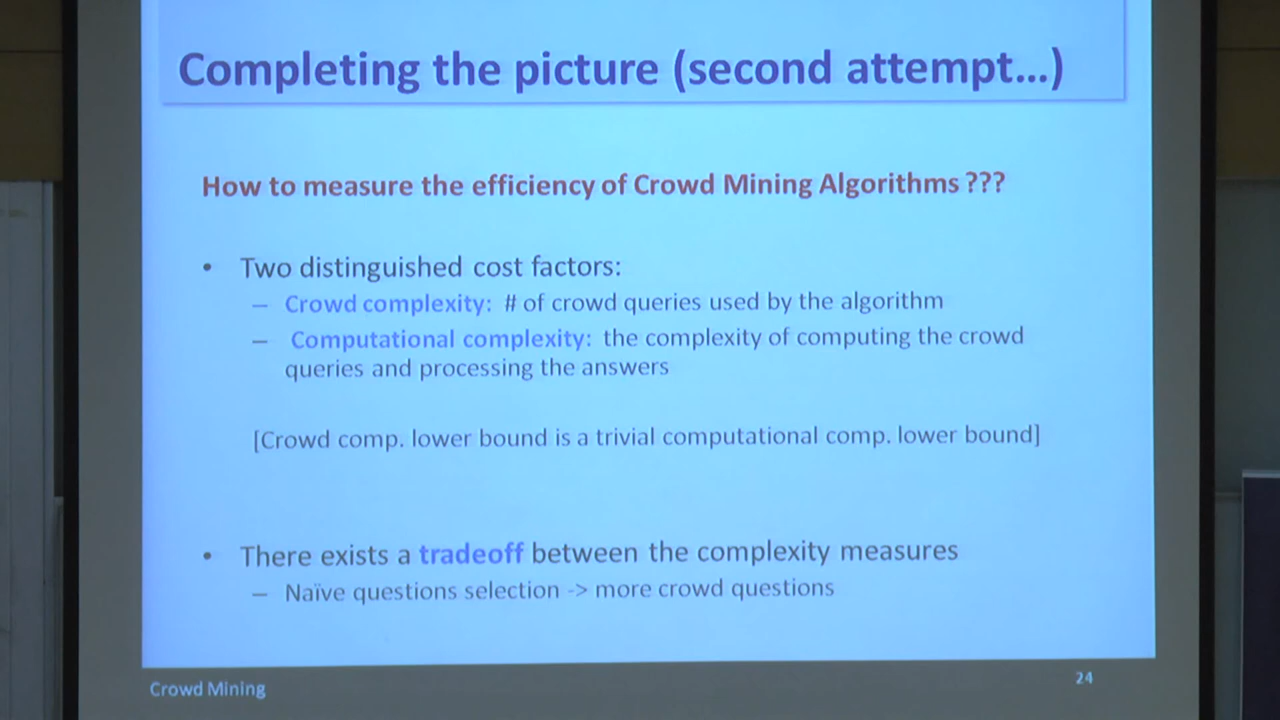 Completing the picture (second attempt...)
How to measure the efficiency of Crowd Mining Algorithms ???
• Two distinguished cost factors:
– Crowd complexity: # of crowd queries used by the algorithm
– Computational complexity: the complexity of computing the crowd
queries and processing the answers
[Crowd comp. lower bound is a trivial computational comp. lower bound]
• There exists a tradeoff between the complexity measures
– Naïve questions selection -> more crowd questions
Crowd Mining
24